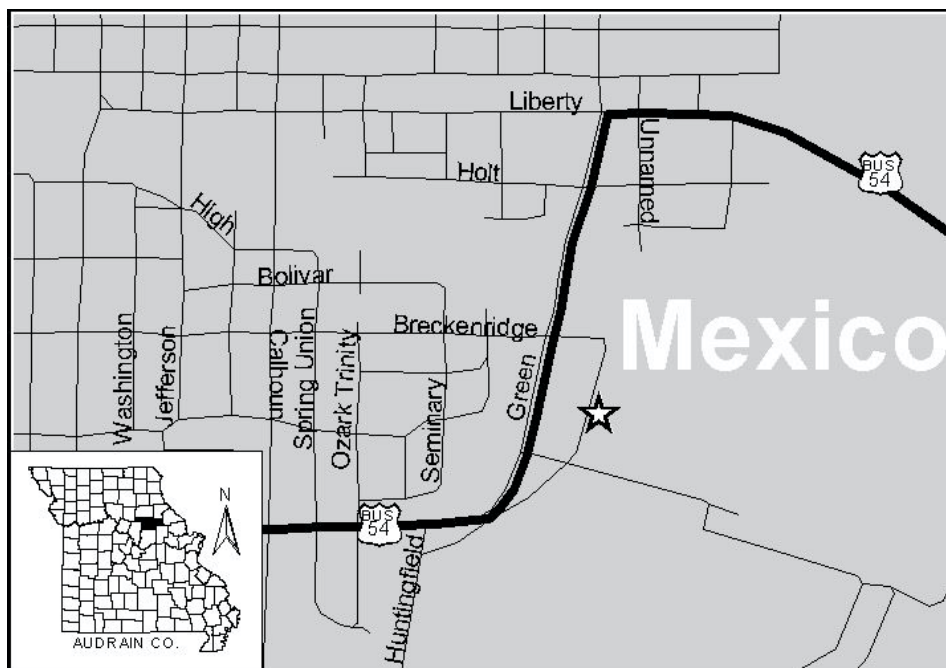 Liberty
Unnamed
BUS
54
Holt
High
Bolivar
Breckenridge
Mexico
Washington
Jefferson
Calhoun
Spring Union
Ozark Trinity
Seminary
Green
BUS
54
Huntingfield
N
AUDRAIN CO.